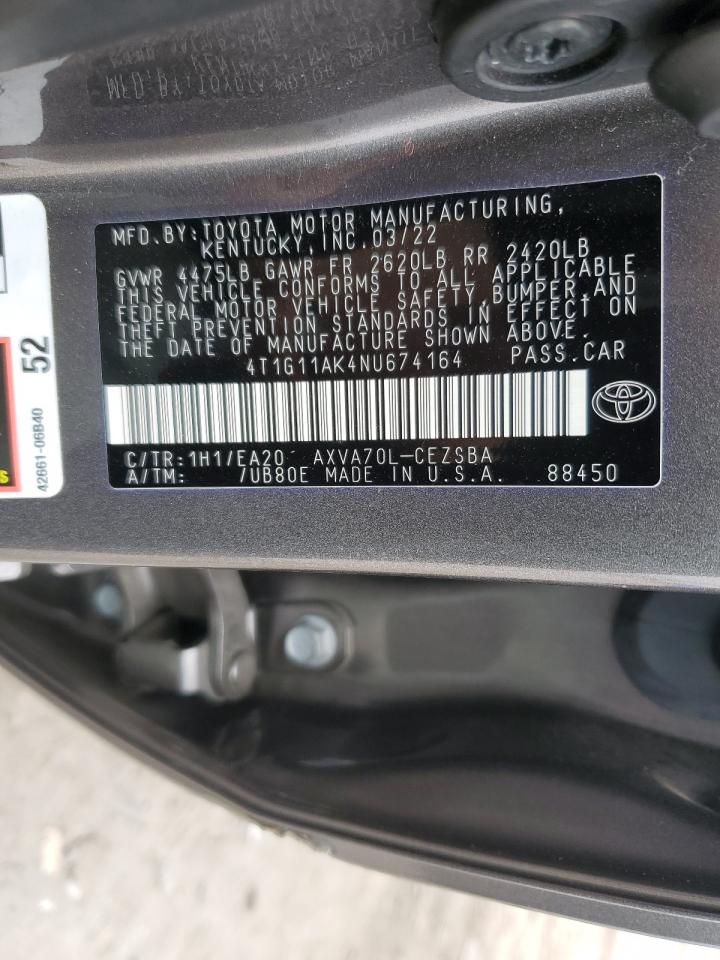 MFD.BY:TOYOTA MOTOR MANUFACTURING,
KENTUCKY,INC.03/22
GVWR 4475LB GAWR FR 2620LB RR 2420LB
THIS VEHICLE CONFORMS TO ALL APPLICABLE
FEDERAL MOTOR VEHICLE SAFETY,BUMPER,AND
THEFT PREVENTION STANDARDS IN EFFECT ON
THE DATE OF MANUFACTURE SHOWN ABOVE.
4T1G11AK4NU674164 PASS.CAR
C/TR:1H1/EA20 AXVA70L-CEZSBA
A/TM: /UB80E MADE IN U.S.A. 88450
52
42661-06B40